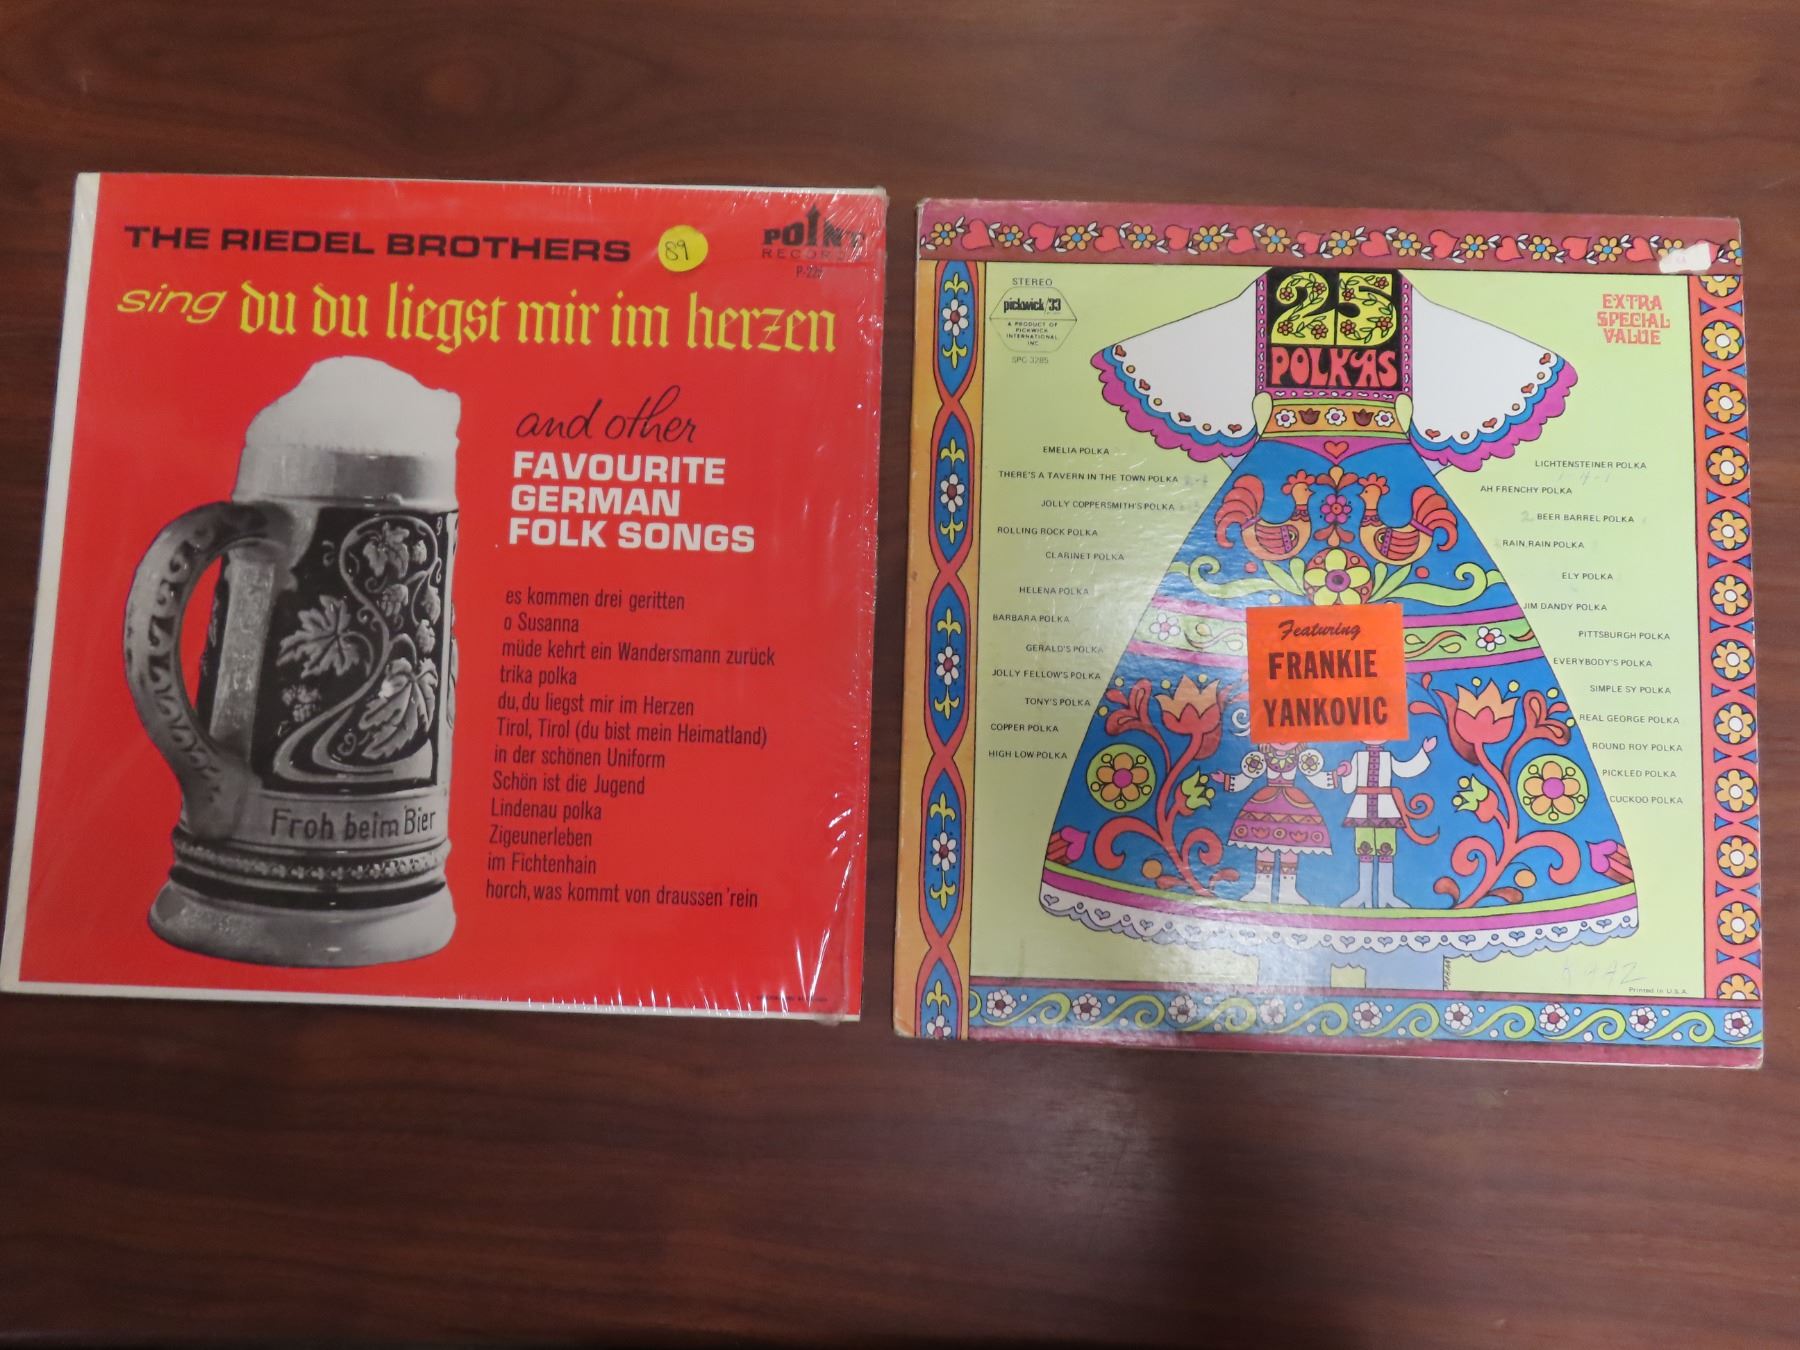 THE RIEDEL BROTHERS
89
POINT
RECORDS
sing du du liegst mir im herzen
and other
FAVOURITE
GERMAN
FOLK SONGS
es kommen drei geritten
o Susanna
müde kehrt ein Wandersmann zurück
trika polka
du, du liegst mir im Herzen
Tirol, Tirol (du bist mein Heimatland)
in der schönen Uniform
Schön ist die Jugend
Lindenau polka
Zigeunerleben
im Fichtenhain
horch, was kommt von draussen 'rein
Froh beim Bier
STEREO
pickwick/33
A PRODUCT OF
PICKWICK
INTERNATIONAL
INC.
SPC-3285
25
POLKAS
EXTRA
SPECIAL
VALUE
EMELIA POLKA
THERE'S A TAVERN IN THE TOWN POLKA
JOLLY COPPERSMITH'S POLKA
ROLLING ROCK POLKA
CLARINET POLKA
HELENA POLKA
BARBARA POLKA
GERALD'S POLKA
JOLLY FELLOW'S POLKA
TONY'S POLKA
COPPER POLKA
HIGH LOW POLKA
Featuring
FRANKIE
YANKOVIC
LICHTENSTEINER POLKA
AH FRENCHY POLKA
2 BEER BARREL POLKA
RAIN, RAIN POLKA
ELY POLKA
JIM DANDY POLKA
PITTSBURGH POLKA
EVERYBODY'S POLKA
SIMPLE SY POLKA
REAL GEORGE POLKA
ROUND ROY POLKA
PICKLED POLKA
CUCKOO POLKA
Printed in U.S.A.